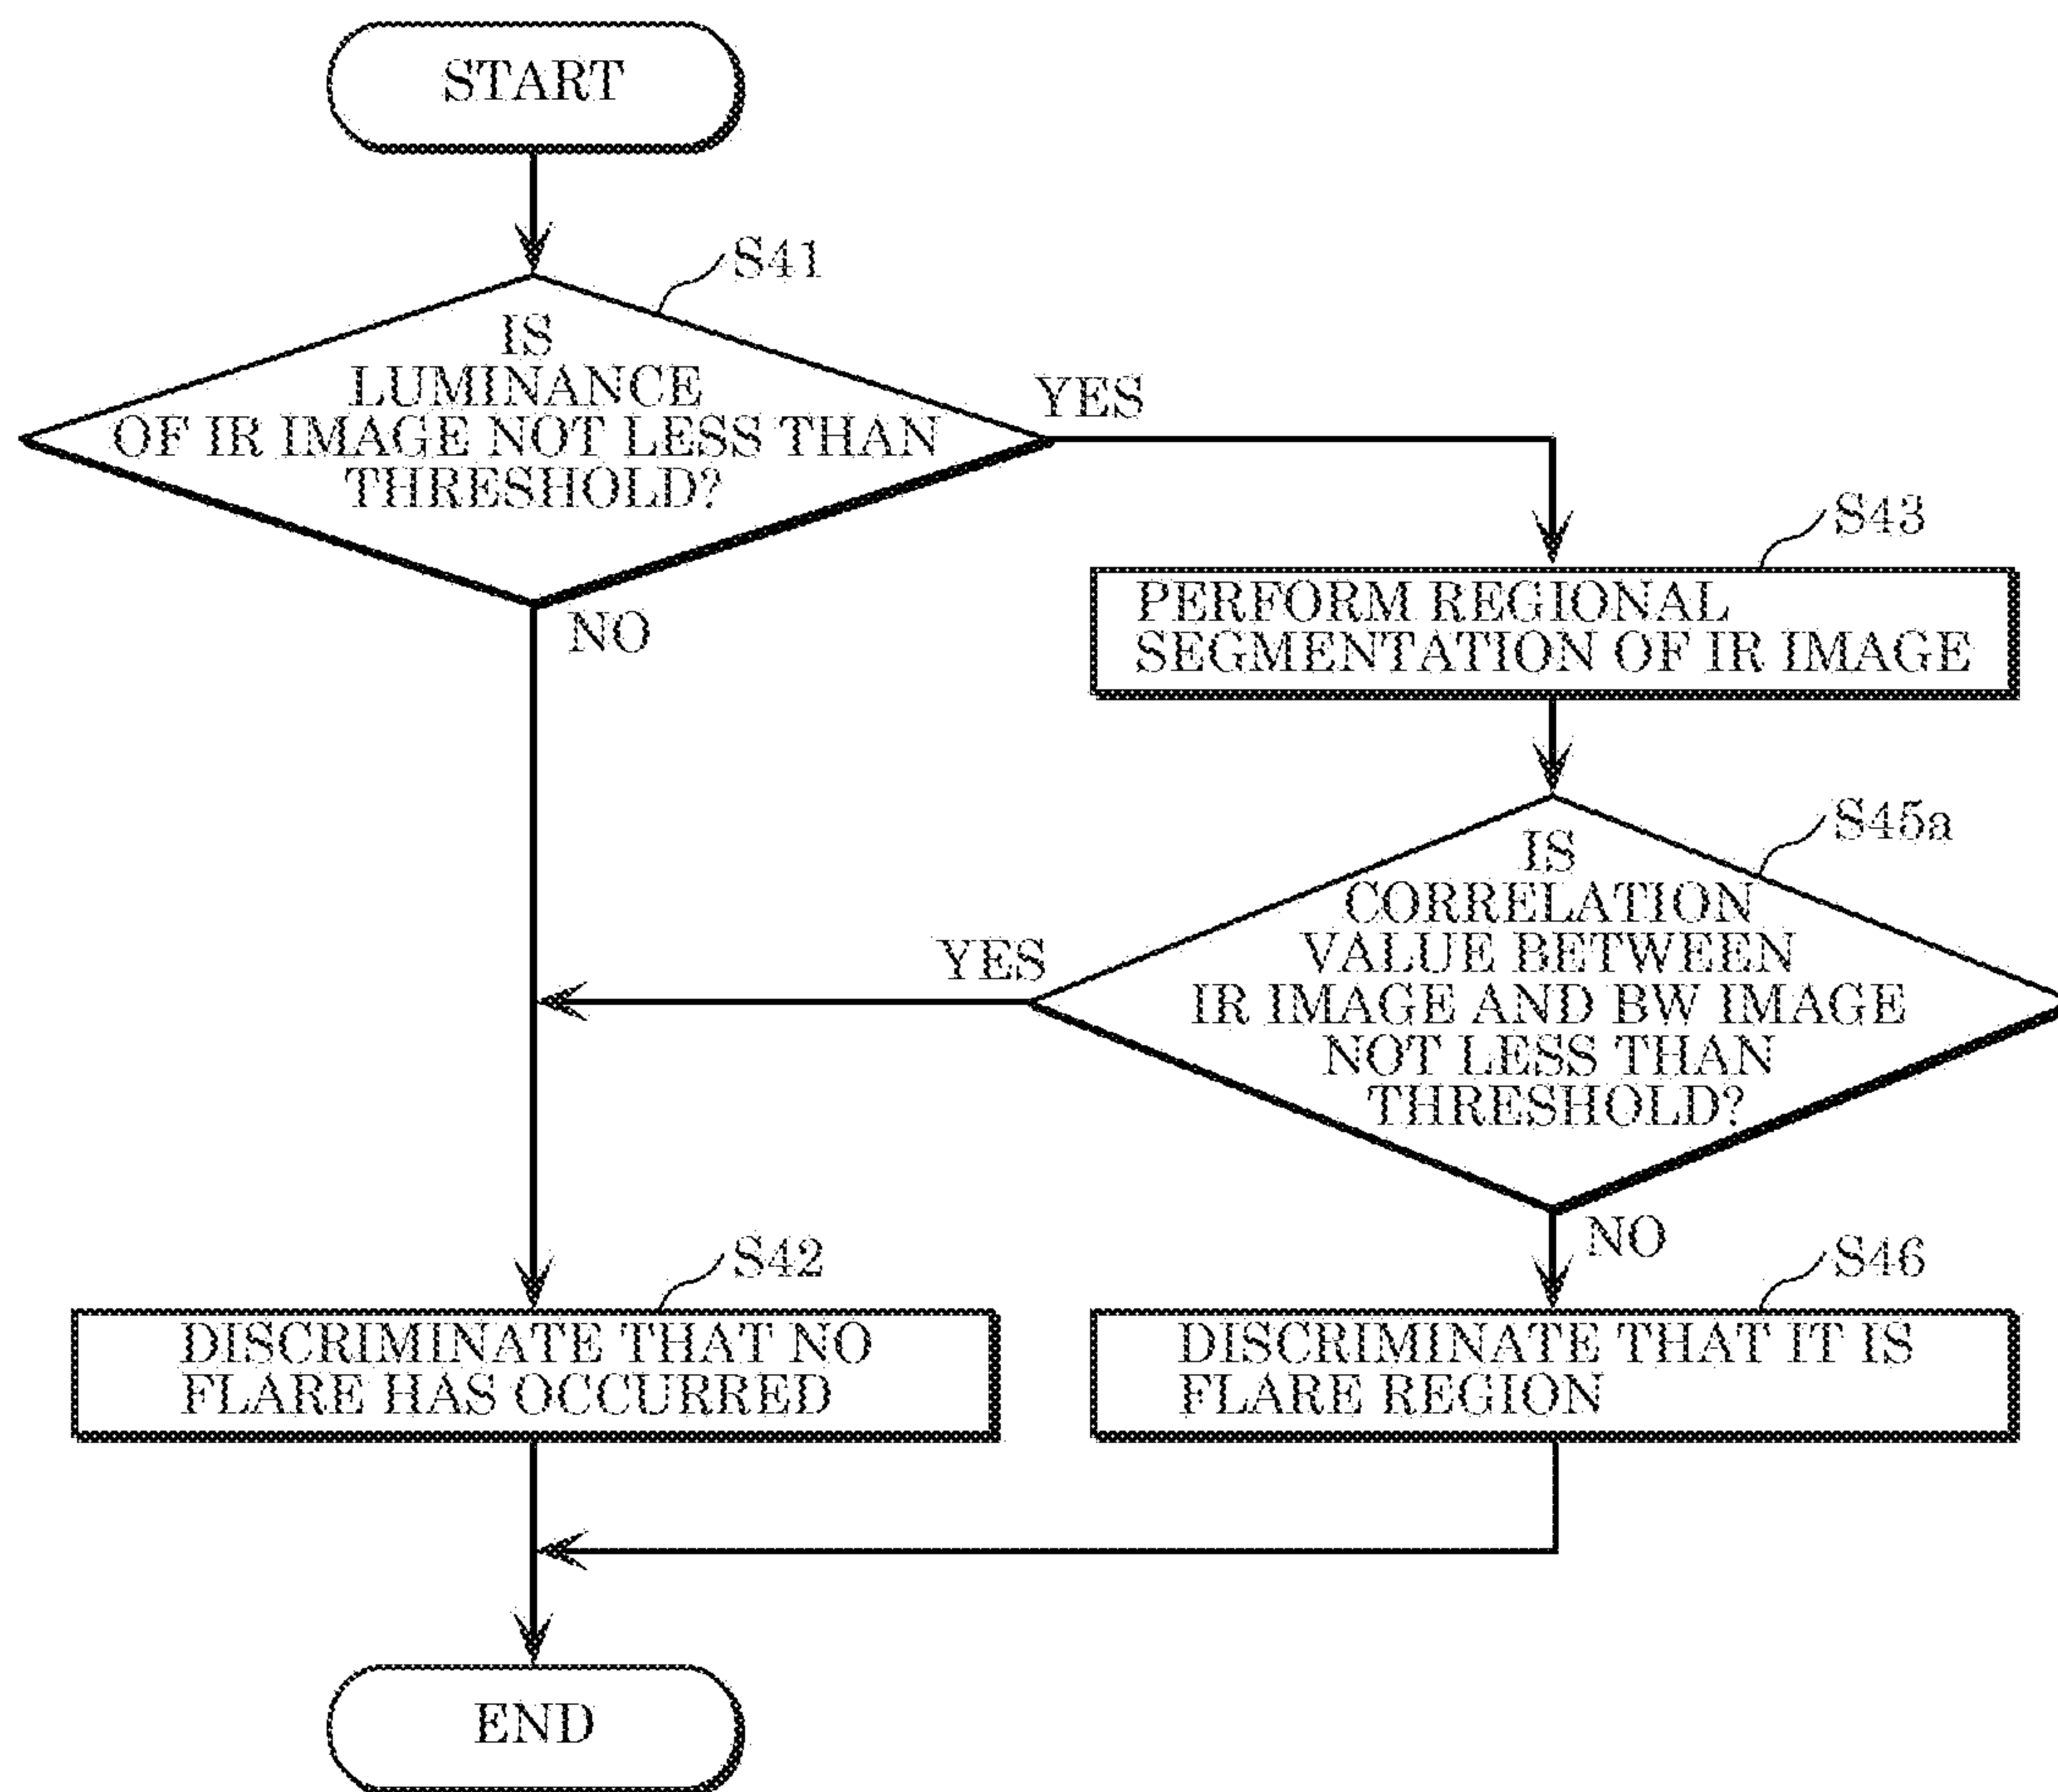 START
S41
IS
LUMINANCE
OF IR IMAGE NOT LESS THAN
THRESHOLD?
YES
NO
S43
PERFORM REGIONAL
SEGMENTATION OF IR IMAGE
S45a
IS
CORRELATION
VALUE BETWEEN
IR IMAGE AND BW IMAGE
NOT LESS THAN
THRESHOLD?
YES
NO
S42
DISCRIMINATE THAT NO
FLARE HAS OCCURRED
S46
DISCRIMINATE THAT IT IS
FLARE REGION
END